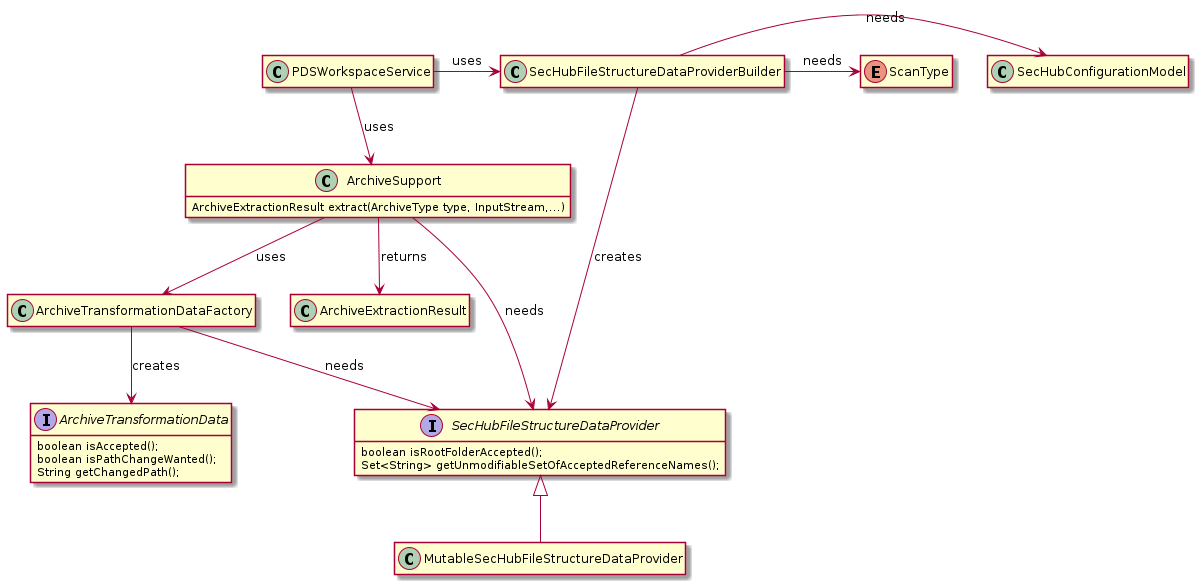 needs
uses
needs
C PDSWorkspaceService
C SecHubFileStructureDataProviderBuilder
E ScanType
C SecHubConfigurationModel
uses
C ArchiveSupport
ArchiveExtractionResult extract(ArchiveType type, InputStream,...)
uses
returns
creates
needs
C ArchiveTransformationDataFactory
C ArchiveExtractionResult
creates
needs
I ArchiveTransformationData
boolean isAccepted();
boolean isPathChangeWanted();
String getChangedPath();
I SecHubFileStructureDataProvider
boolean isRootFolderAccepted();
Set<String> getUnmodifiableSetOfAcceptedReferenceNames();
C MutableSecHubFileStructureDataProvider